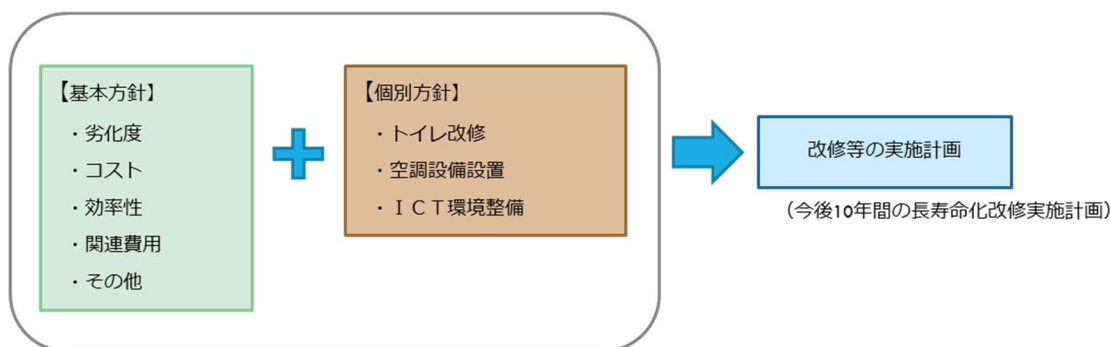 【基本方針】
・劣化度
・コスト
・効率性
・関連費用
・その他
【個別方針】
・トイレ改修
・空調設備設置
・ＩＣＴ環境整備
改修等の実施計画
（今後10年間の長寿命化改修実施計画）